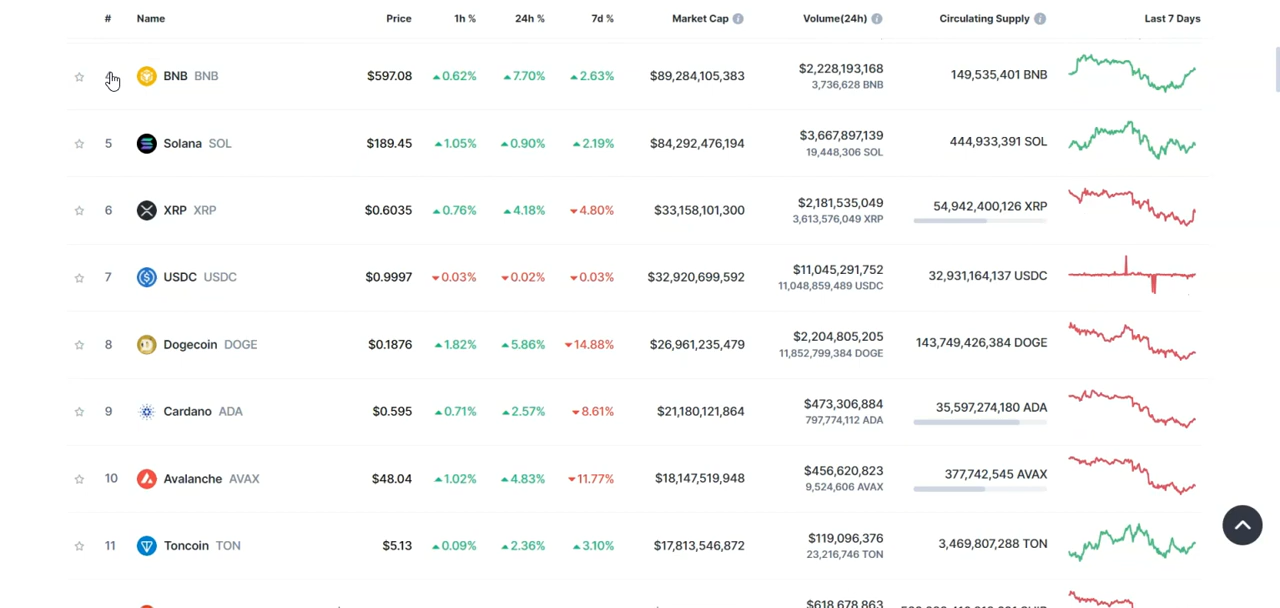 # Name Price 1h % 24h % 7d % Market Cap Volume(24h) Circulating Supply Last 7 Days
BNB BNB $597.08 0.62% 7.70% 2.63% $89,284,105,383 $2,228,193,168 149,535,401 BNB
3,736,628 BNB
5 Solana SOL $189.45 1.05% 0.90% 2.19% $84,292,476,194 $3,667,897,139 444,933,391 SOL
19,448,306 SOL
6 XRP XRP $0.6035 0.76% 4.18% 4.80% $33,158,101,300 $2,181,535,049 54,942,400,126 XRP
3,613,576,049 XRP
7 USDC USDC $0.9997 0.03% 0.02% 0.03% $32,920,699,592 $11,045,291,752 32,931,164,137 USDC
11,048,859,489 USDC
8 Dogecoin DOGE $0.1876 1.82% 5.86% 14.88% $26,961,235,479 $2,204,805,205 143,749,426,384 DOGE
11,852,799,384 DOGE
9 Cardano ADA $0.595 0.71% 2.57% 8.61% $21,180,121,864 $473,306,884 35,597,274,180 ADA
797,774,112 ADA
10 Avalanche AVAX $48.04 1.02% 4.83% 11.77% $18,147,519,948 $456,620,823 377,742,545 AVAX
9,524,606 AVAX
11 Toncoin TON $5.13 0.09% 2.36% 3.10% $17,813,546,872 $119,096,376 3,469,807,288 TON
23,216,746 TON
$618,678,863